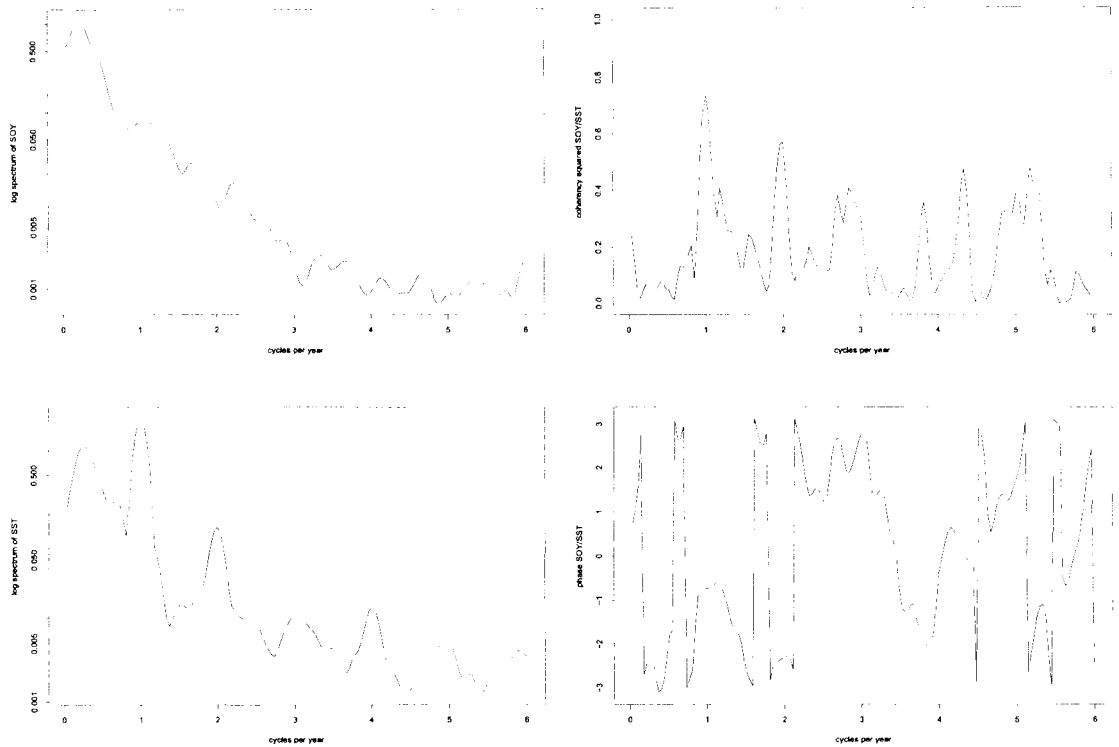 log spectrum of SOY
0.500
0.050
0.005
0.001
0 1 2 3 4 5 6
cycles per year
coherency squared SOY/SST
1.0
0.8
0.6
0.4
0.2
0.0
0 1 2 3 4 5 6
cycles per year
log spectrum of SST
0.500
0.050
0.005
0.001
0 1 2 3 4 5 6
cycles per year
phase SOY/SST
3
2
1
0
-1
-2
-3
0 1 2 3 4 5 6
cycles per year